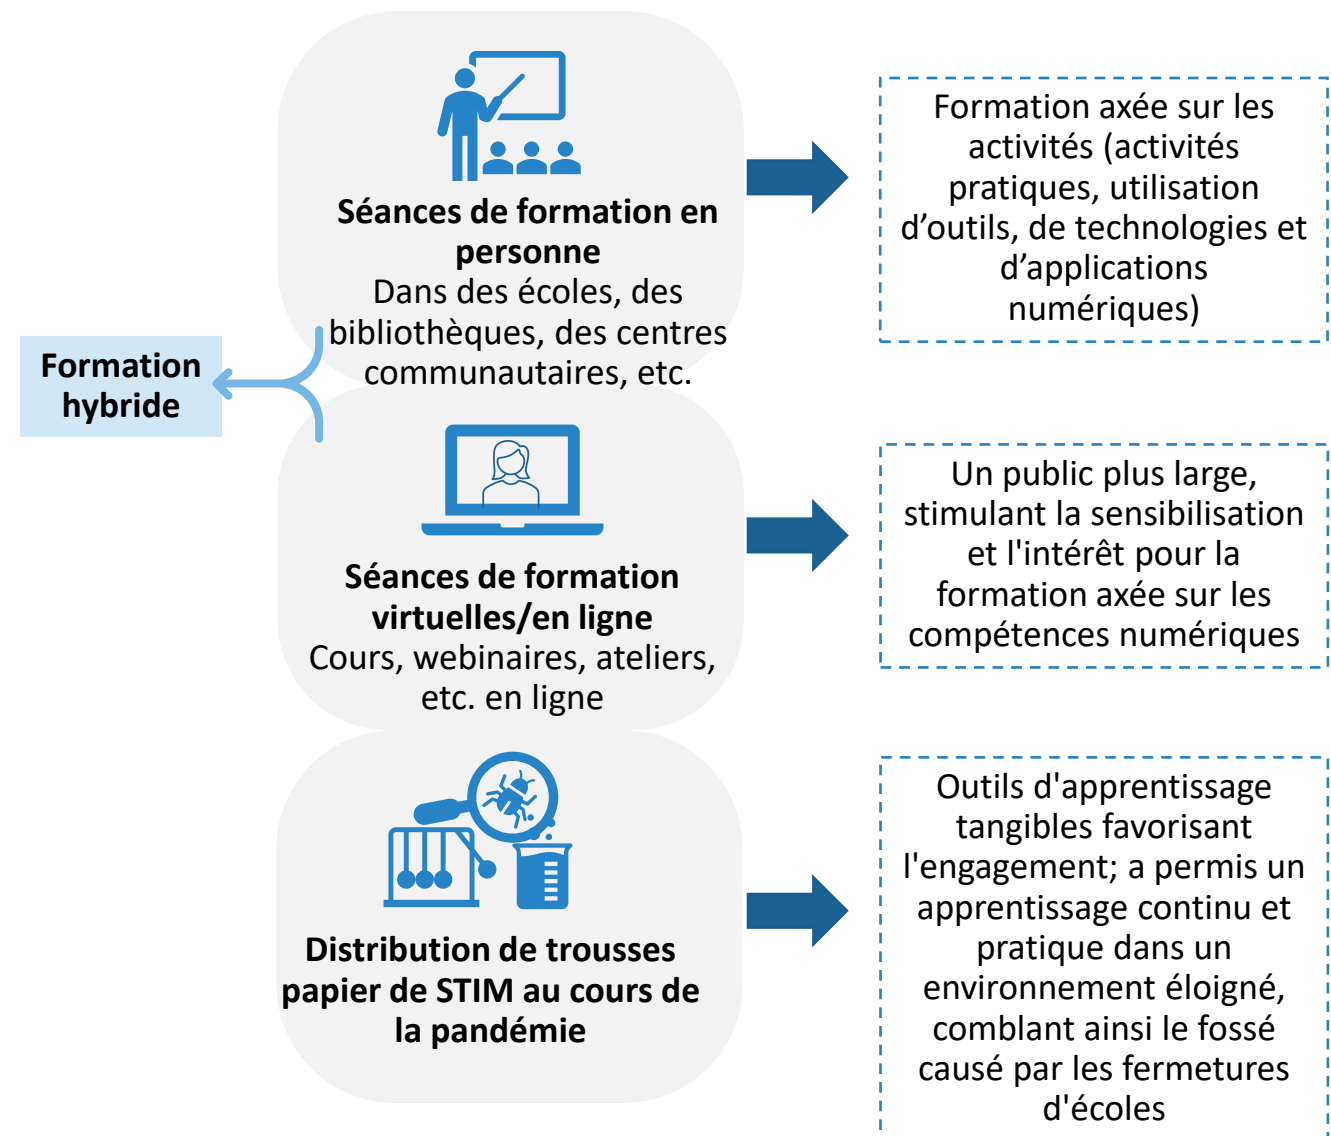 Séances de formation en
personne
Dans des écoles, des
bibliothèques, des centres
communautaires, etc.
Formation axée sur les
activités (activités
pratiques, utilisation
d’outils, de technologies et
d’applications
numériques)
Formation
hybride
Séances de formation
virtuelles/en ligne
Cours, webinaires, ateliers,
etc. en ligne
Un public plus large,
stimulant la sensibilisation
et l'intérêt pour la
formation axée sur les
compétences numériques
Distribution de trousses
papier de STIM au cours de
la pandémie
Outils d'apprentissage
tangibles favorisant
l'engagement; a permis un
apprentissage continu et
pratique dans un
environnement éloigné,
comblant ainsi le fossé
causé par les fermetures
d'écoles